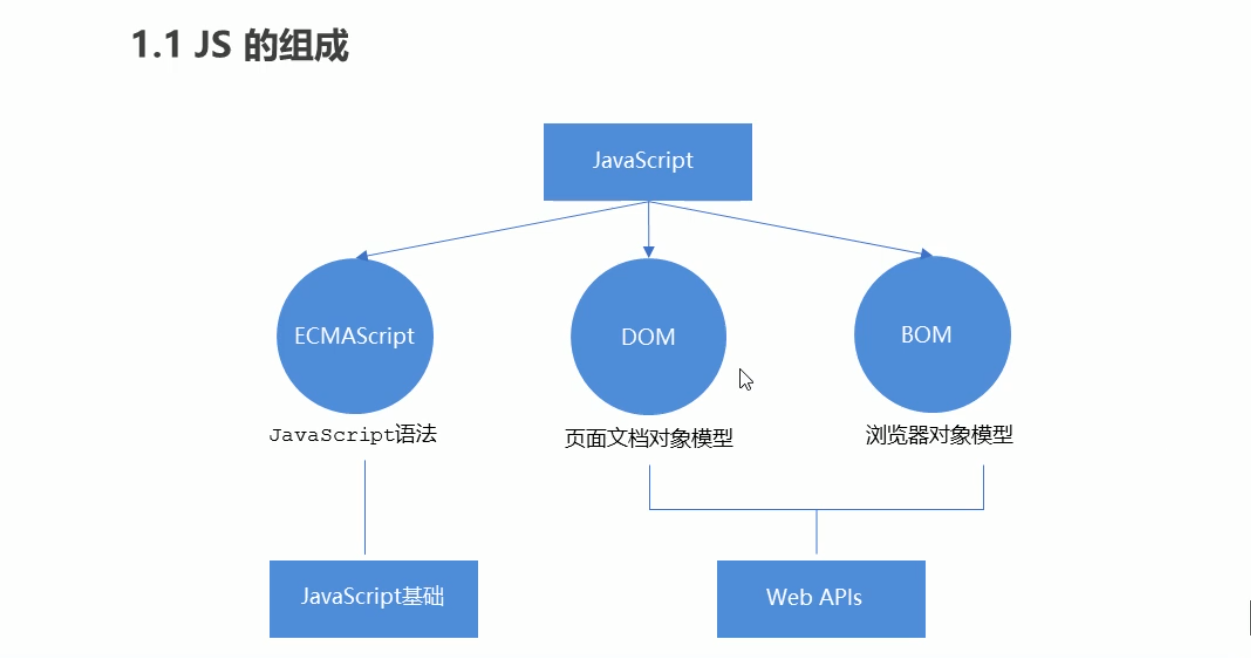 1.1 JS 的组成
JavaScript
ECMAScript
DOM
BOM
JavaScript语法
页面文档对象模型
浏览器对象模型
JavaScript基础
Web APIs